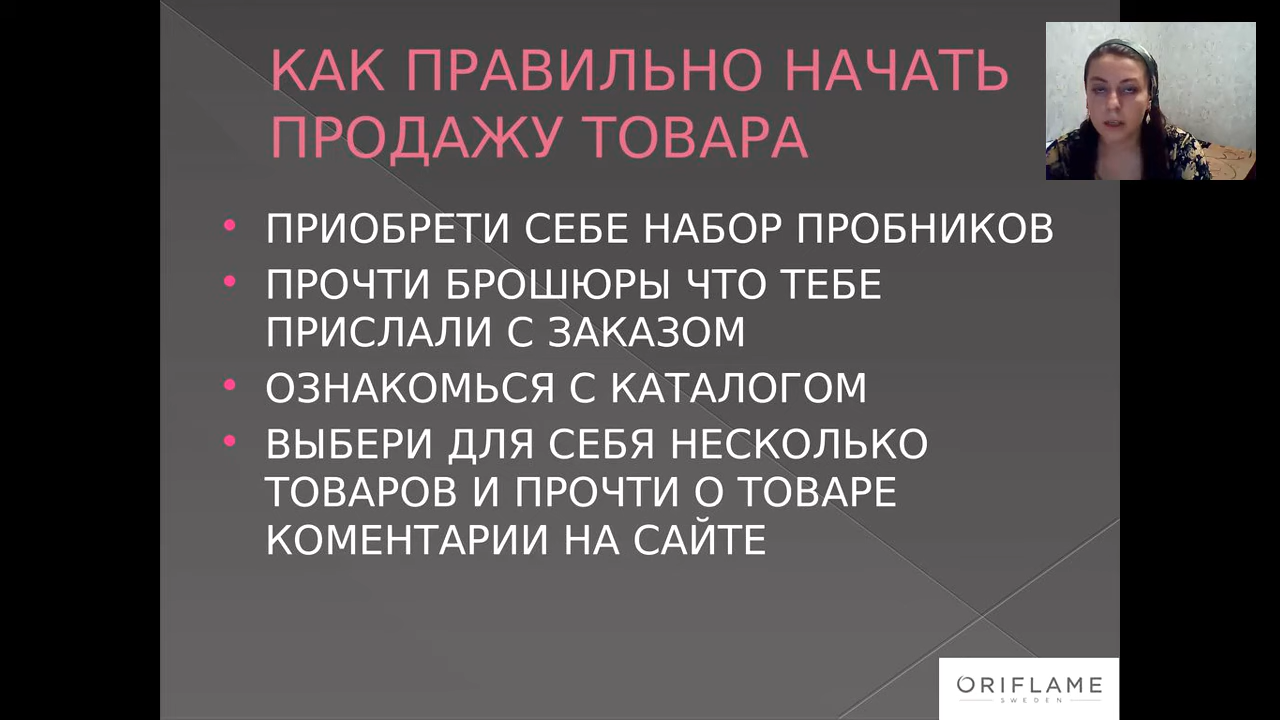 КАК ПРАВИЛЬНО НАЧАТЬ
ПРОДАЖУ ТОВАРА
• ПРИОБРЕТИ СЕБЕ НАБОР ПРОБНИКОВ
• ПРОЧТИ БРОШЮРЫ ЧТО ТЕБЕ
ПРИСЛАЛИ С ЗАКАЗОМ
• ОЗНАКОМЬСЯ С КАТАЛОГОМ
• ВЫБЕРИ ДЛЯ СЕБЯ НЕСКОЛЬКО
ТОВАРОВ И ПРОЧТИ О ТОВАРЕ
КОМЕНТАРИИ НА САЙТЕ
ORIFLAME
SWEDEN